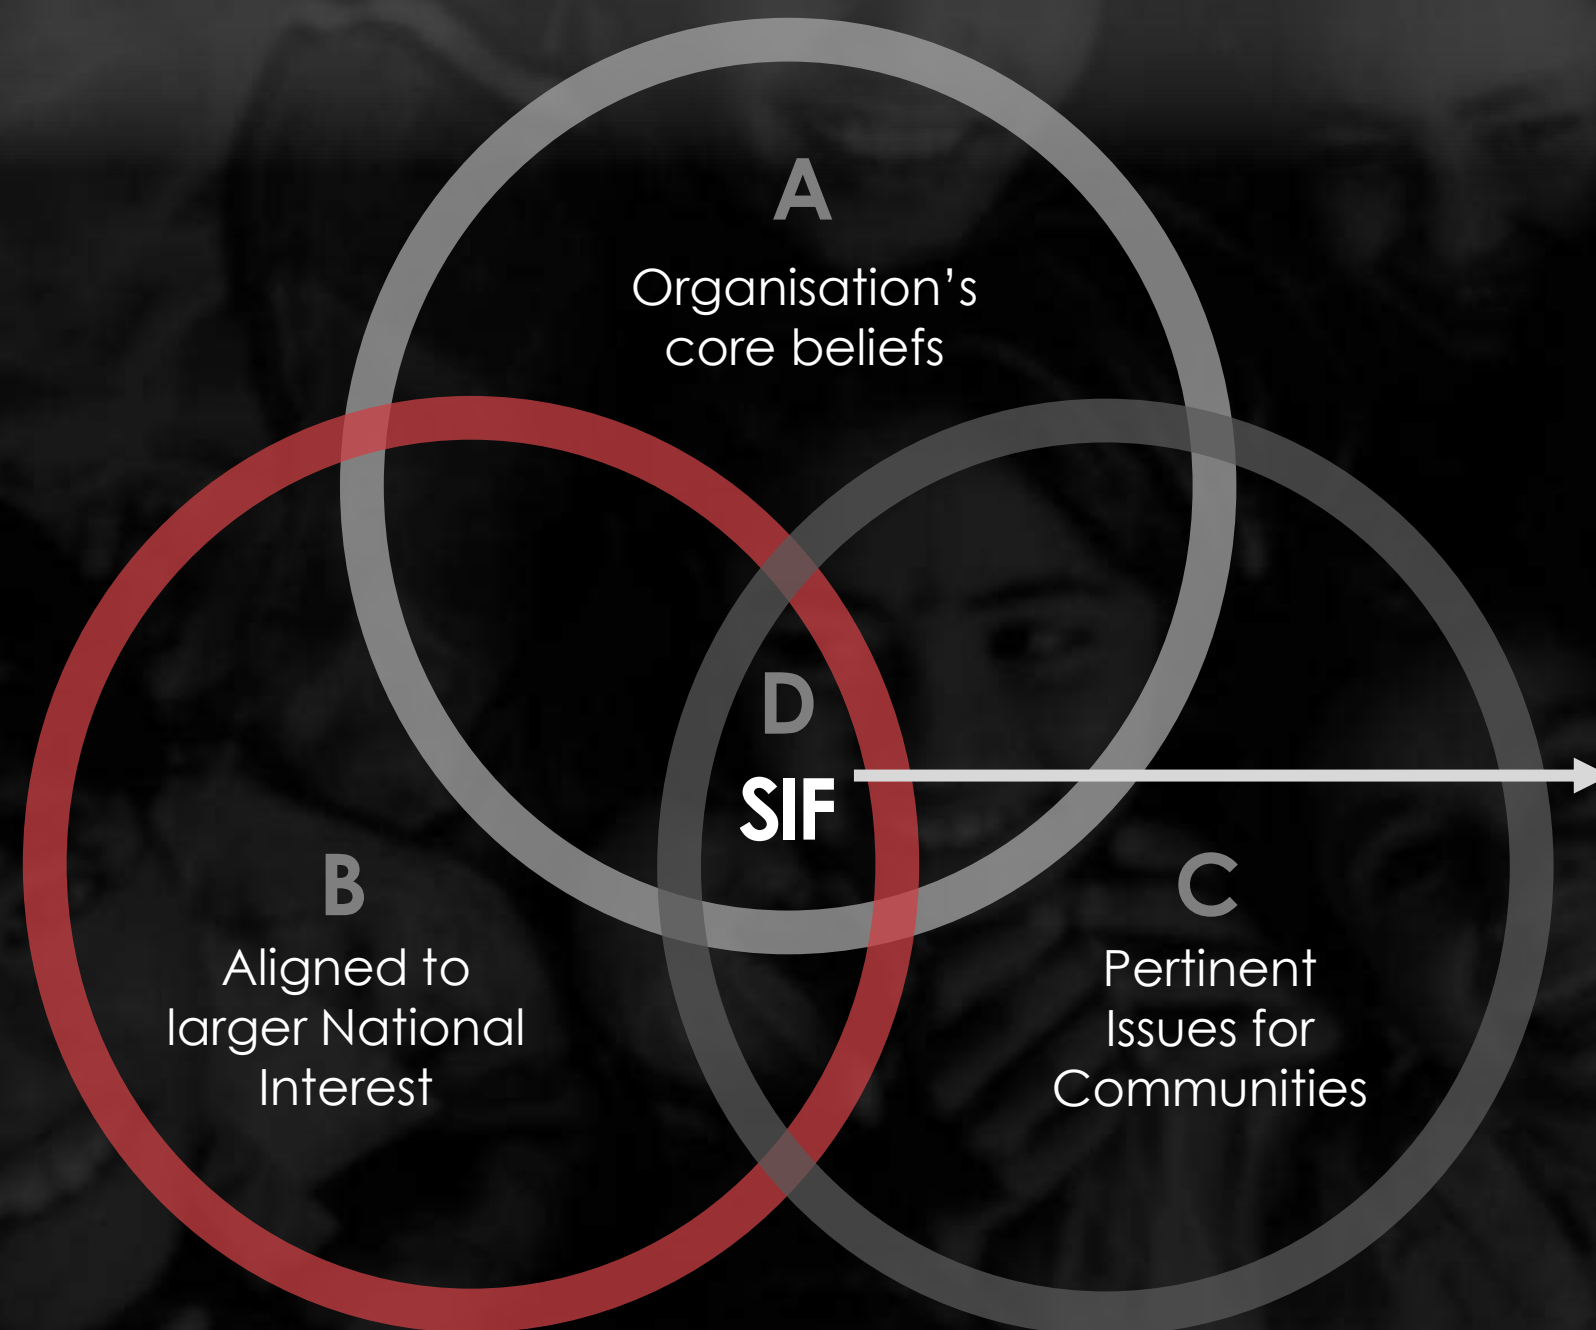 A
Organisation’s
core beliefs
D
SIF
B
Aligned to
larger National
Interest
C
Pertinent
Issues for
Communities